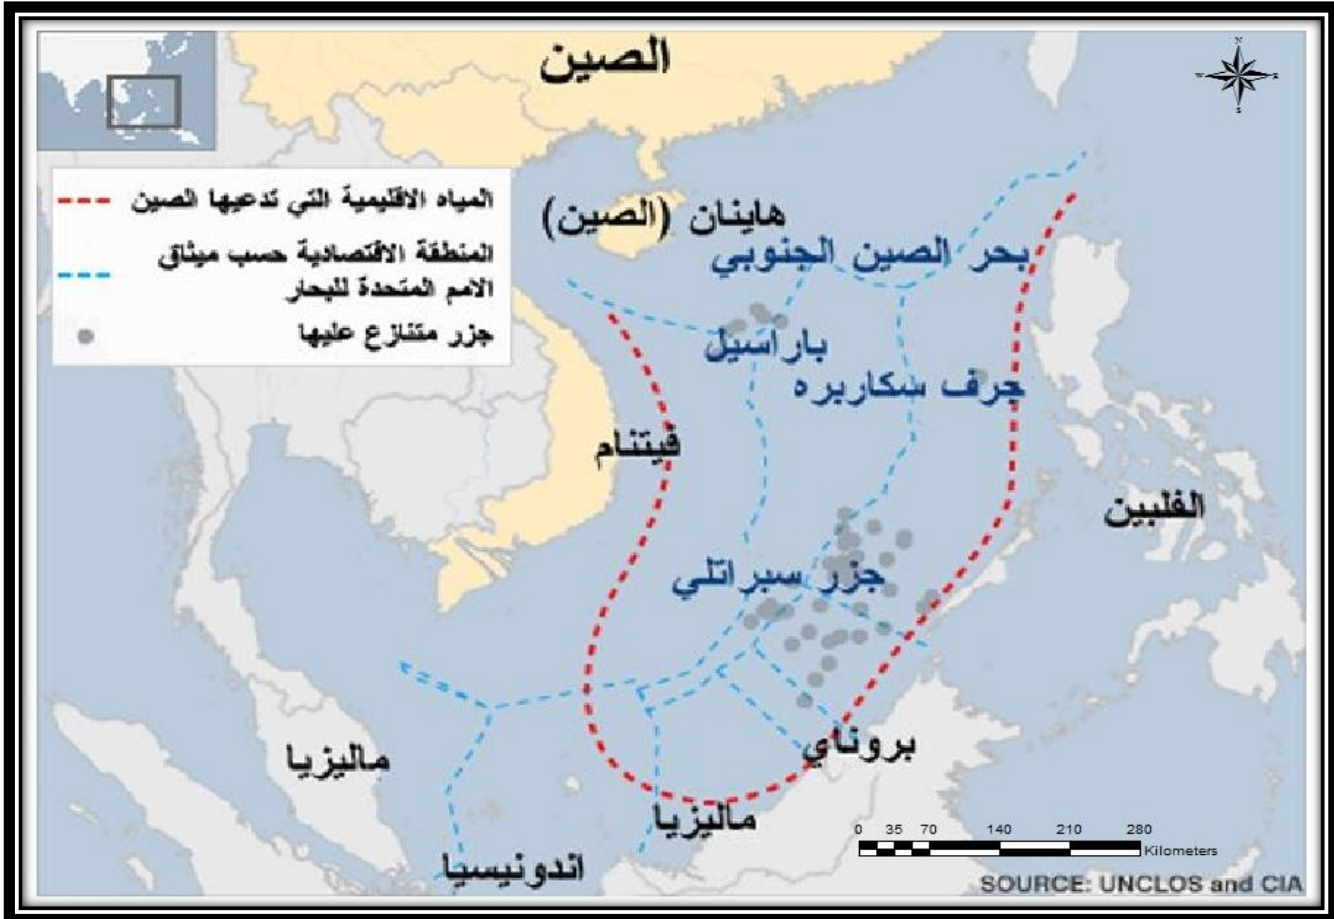 الصين
N
W E
S
المياه الاقليمية التي تدعيها الصين
المنطقة الاقتصادية حسب ميثاق
الامم المتحدة للبحار
جزر متنازع عليها
هاينان (الصين)
بحر الصين الجنوبي
باراسيل
جرف سكاربره
فيتنام
الفلبين
جزر سبراتلي
بروناي
ماليزيا
ماليزيا
اندونيسيا
0 35 70 140 210 280
Kilometers
SOURCE: UNCLOS and CIA